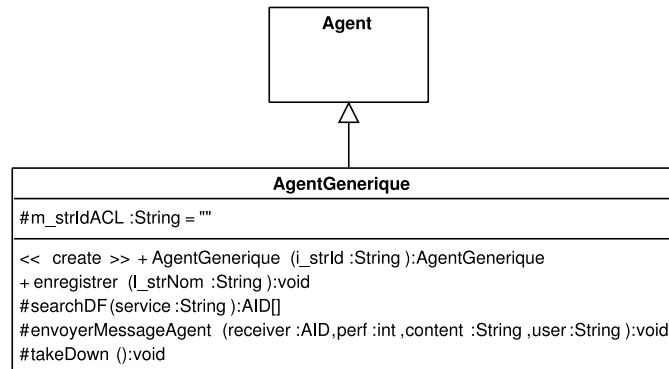 Agent
AgentGenerique
#m_strIdACL :String = ""
<< create >> +AgentGenerique (i_strId :String ):AgentGenerique
+enregistrer (l_strNom :String ):void
#searchDF(service :String ):AID[]
#envoyerMessageAgent (receiver :AID,perf :int ,content :String ,user :String ):void
#takeDown ():void